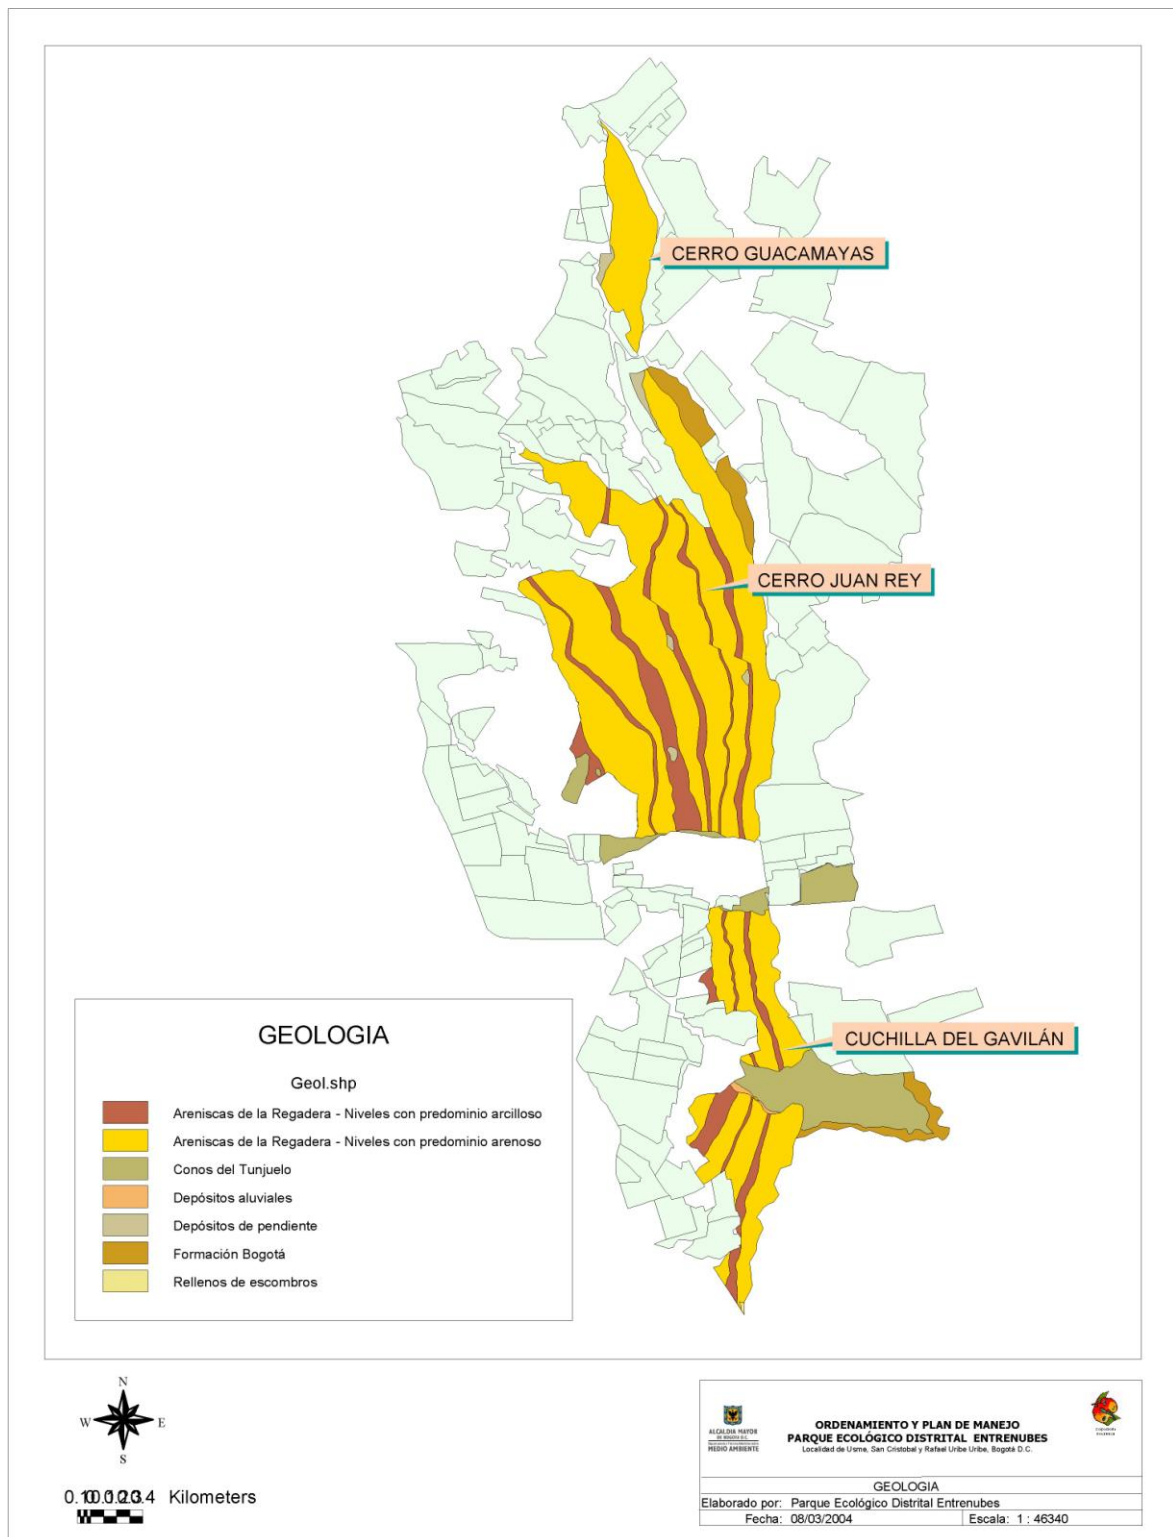 CERRO GUACAMAYAS
CERRO JUAN REY
CUCHILLA DEL GAVILÁN
GEOLOGIA
Geol.shp
Areniscas de la Regadera - Niveles con predominio arcilloso
Areniscas de la Regadera - Niveles con predominio arenoso
Conos del Tunjuelo
Depósitos aluviales
Depósitos de pendiente
Formación Bogotá
Rellenos de escombros
N
W E
S
Kilometers
ALCALDIA MAYOR
DE BOGOTÁ D.C.
MEDIO AMBIENTE
ORDENAMIENTO Y PLAN DE MANEJO
PARQUE ECOLÓGICO DISTRITAL ENTRENUBES
Localidad de Usme, San Cristobal y Rafael Uribe Uribe, Bogotá D.C.
GEOLOGIA
Elaborado por: Parque Ecológico Distrital Entrenubes
Fecha: 08/03/2004 Escala: 1 : 46340